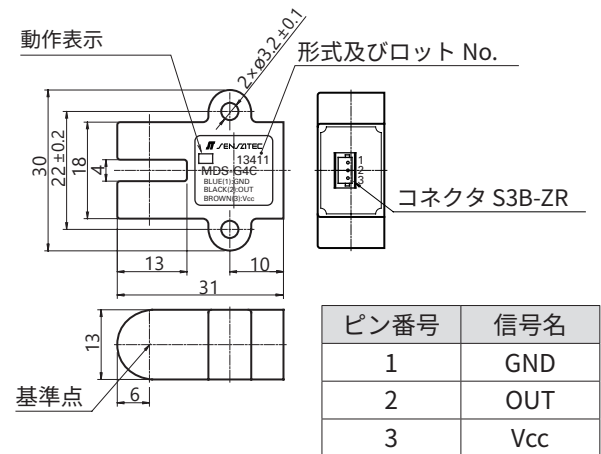 動作表示
2×ø3.2±0.1
形式及びロット No.
30
22±0.2
18
4
SENSATEC
13411
MDS-G4C
BLUE(1):GND
BLACK(2):OUT
BROWN(3):Vcc
1
2
3
コネクタ S3B-ZR
13
10
31
13
基準点
6
ピン番号 信号名
1 GND
2 OUT
3 Vcc